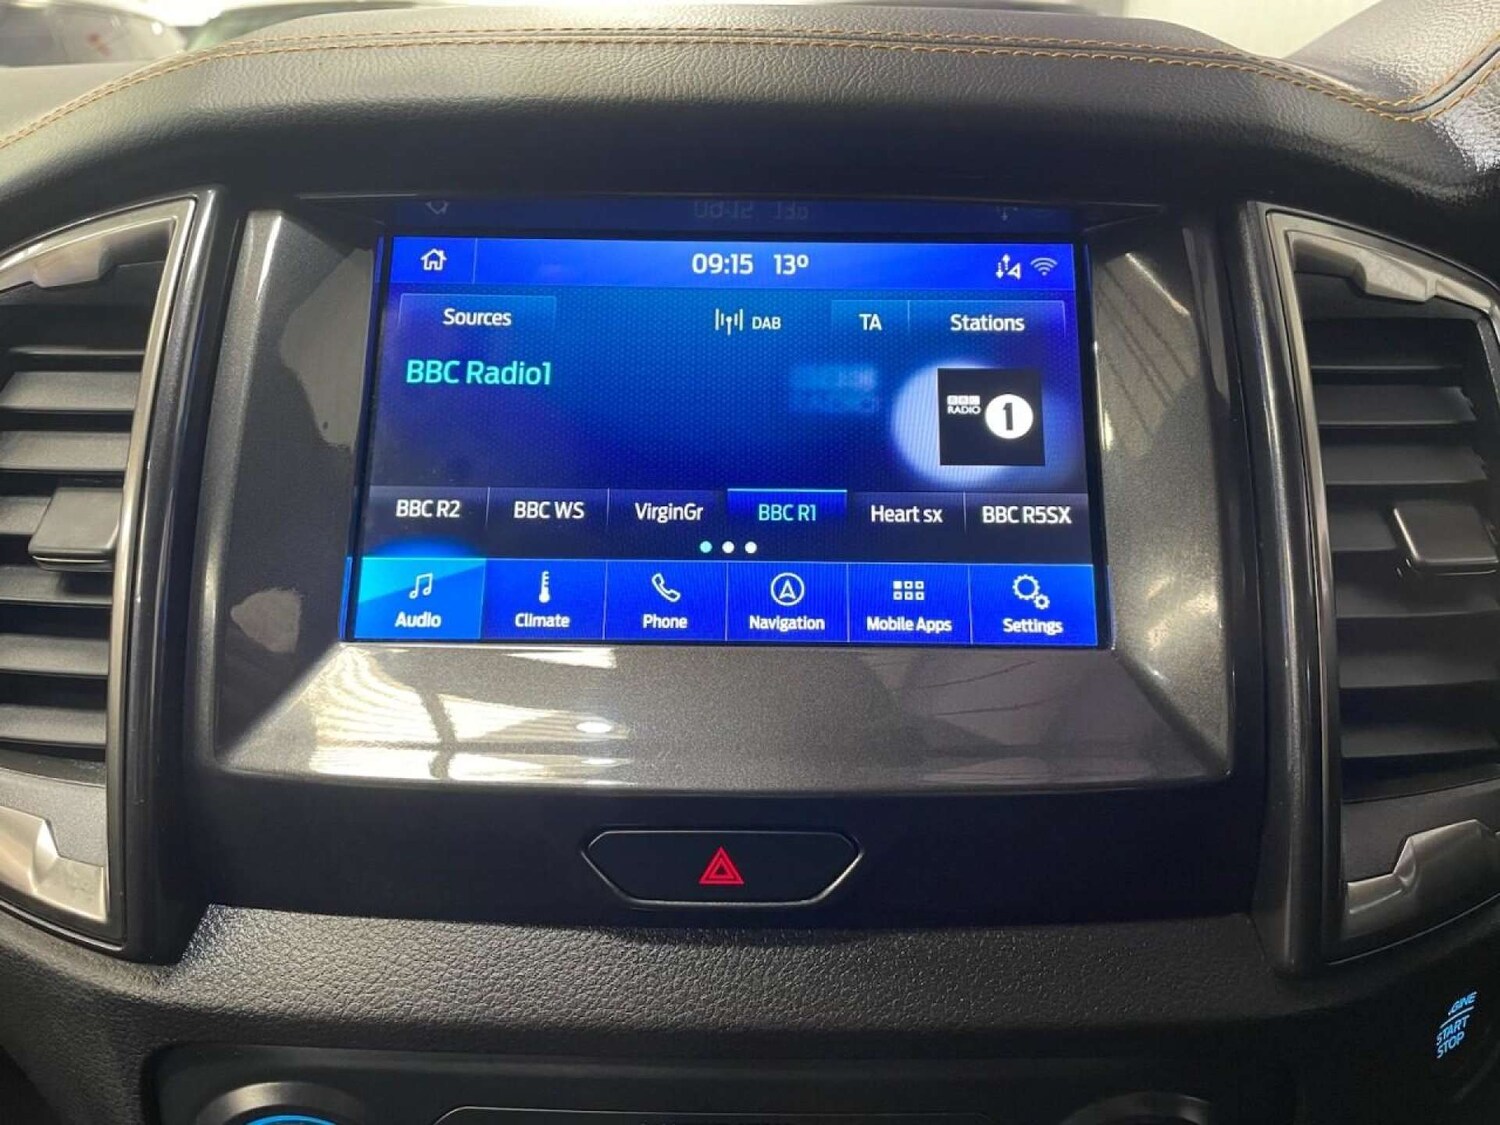 09:15 13°
Sources
DAB
TA
Stations
BBC Radio1
BBC
RADIO
1
BBC R2
BBC WS
VirginGr
BBC R1
Heart sx
BBC R5SX
Audio
Climate
Phone
Navigation
Mobile Apps
Settings
START
STOP